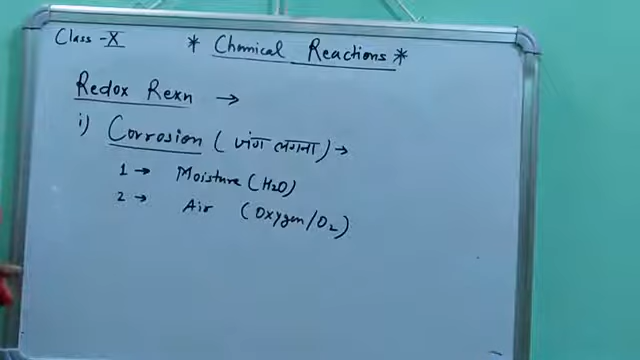 Class -X
* Chemical Reactions *
Redox Rexn →
i) Corrosion (जंग लगना) →
1 → Moisture (H₂O)
2 → Air (Oxygen/O₂)